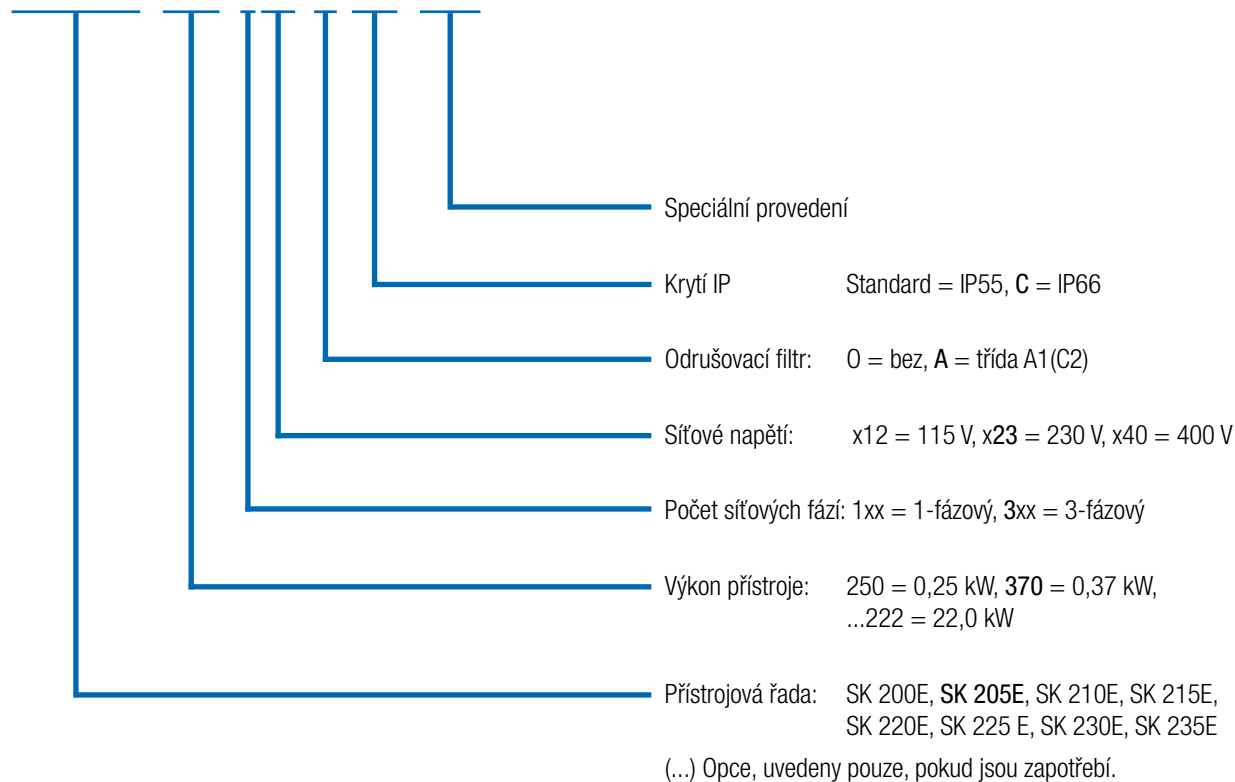 Speciální provedení
Krytí IP Standard = IP55, C = IP66
Odrušovací filtr: O = bez, A = třída A1(C2)
Síťové napětí: x12 = 115 V, x23 = 230 V, x40 = 400 V
Počet síťových fází: 1xx = 1-fázový, 3xx = 3-fázový
Výkon přístroje: 250 = 0,25 kW, 370 = 0,37 kW,
...222 = 22,0 kW
Přístrojová řada: SK 200E, SK 205E, SK 210E, SK 215E,
SK 220E, SK 225 E, SK 230E, SK 235E
(...) Opce, uvedeny pouze, pokud jsou zapotřebí.